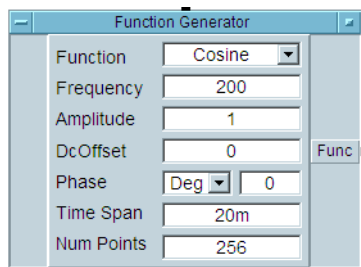 Function Generator
Function Cosine
Frequency 200
Amplitude 1
DcOffset 0 Func
Phase Deg 0
Time Span 20m
Num Points 256